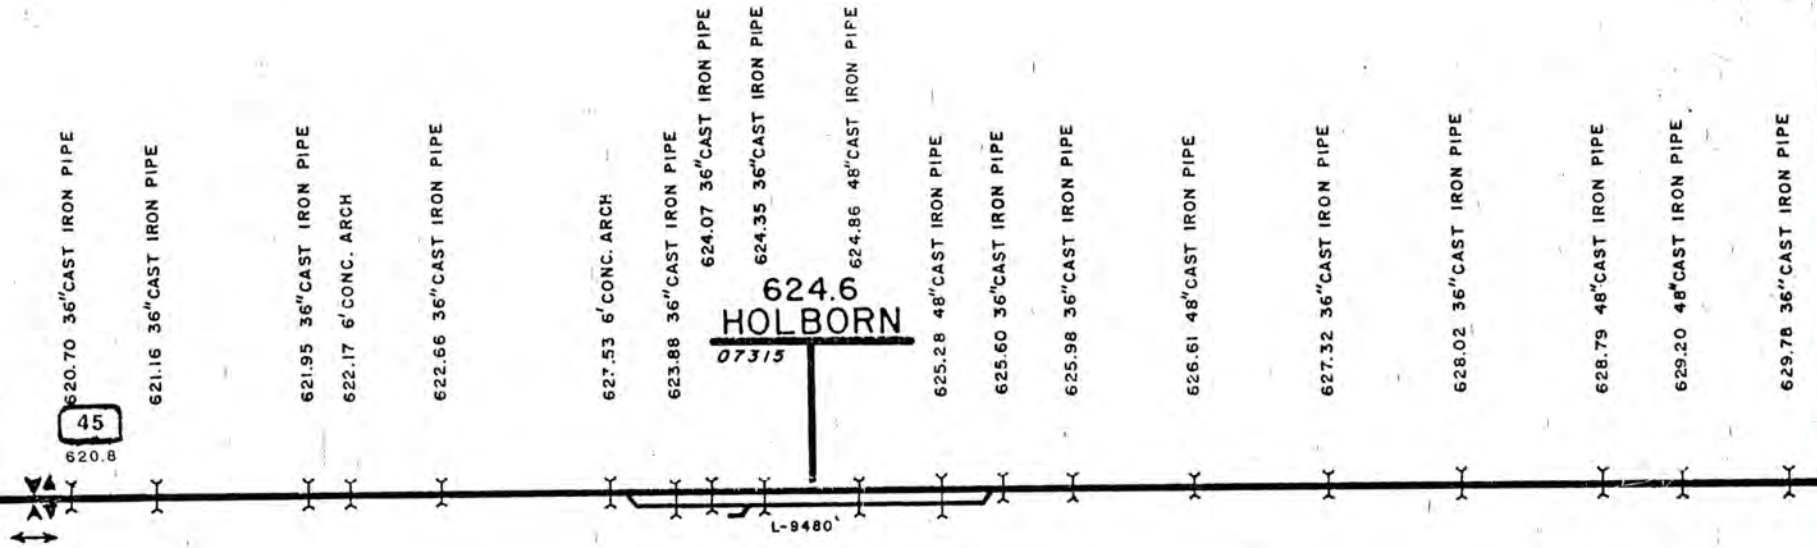 620.70 36"CAST IRON PIPE
621.16 36"CAST IRON PIPE
621.95 36"CAST IRON PIPE
622.17 6' CONC. ARCH
622.66 36"CAST IRON PIPE
627.53 6' CONC. ARCH
623.88 36"CAST IRON PIPE
624.07 36"CAST IRON PIPE
624.35 36"CAST IRON PIPE
624.86 48"CAST IRON PIPE
625.28 48"CAST IRON PIPE
625.60 36"CAST IRON PIPE
625.98 36"CAST IRON PIPE
626.61 48"CAST IRON PIPE
627.32 36"CAST IRON PIPE
628.02 36"CAST IRON PIPE
628.79 48"CAST IRON PIPE
629.20 48"CAST IRON PIPE
629.78 36"CAST IRON PIPE
624.6
HOLBORN
07315
45
620.8
L-9480'